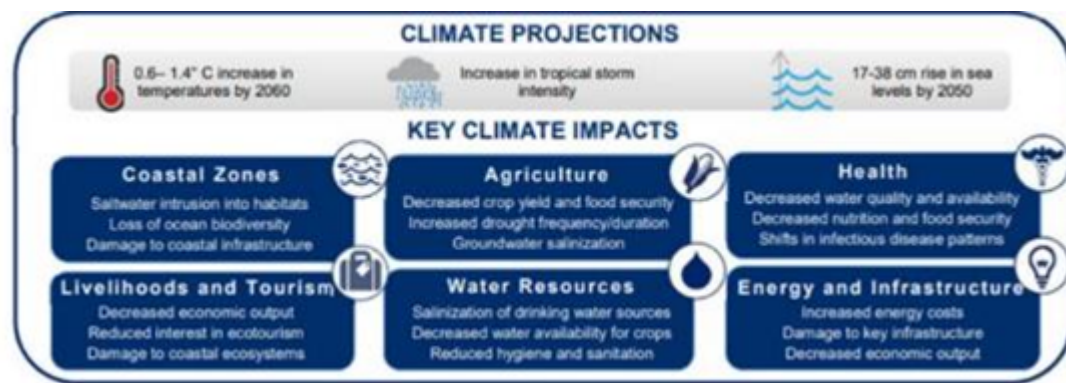 CLIMATE PROJECTIONS
0.6– 1.4° C increase in
temperatures by 2060
Increase in tropical storm
intensity
17-38 cm rise in sea
levels by 2050
KEY CLIMATE IMPACTS
Coastal Zones
Saltwater intrusion into habitats
Loss of ocean biodiversity
Damage to coastal infrastructure
Agriculture
Decreased crop yield and food security
Increased drought frequency/duration
Groundwater salinization
Health
Decreased water quality and availability
Decreased nutrition and food security
Shifts in infectious disease patterns
Livelihoods and Tourism
Decreased economic output
Reduced interest in ecotourism
Damage to coastal ecosystems
Water Resources
Salinization of drinking water sources
Decreased water availability for crops
Reduced hygiene and sanitation
Energy and Infrastructure
Increased energy costs
Damage to key infrastructure
Decreased economic output